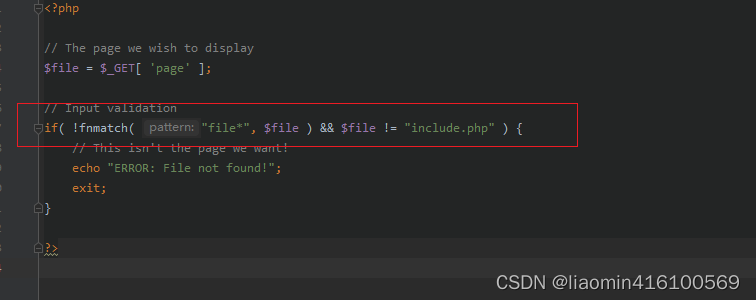 <?php
// The page we wish to display
$file = $_GET[ 'page' ];
// Input validation
if( !fnmatch( pattern: "file*", $file ) && $file != "include.php" ) {
// This isn't the page we want!
echo "ERROR: File not found!";
exit;
}
?>
CSDN @liaomin416100569